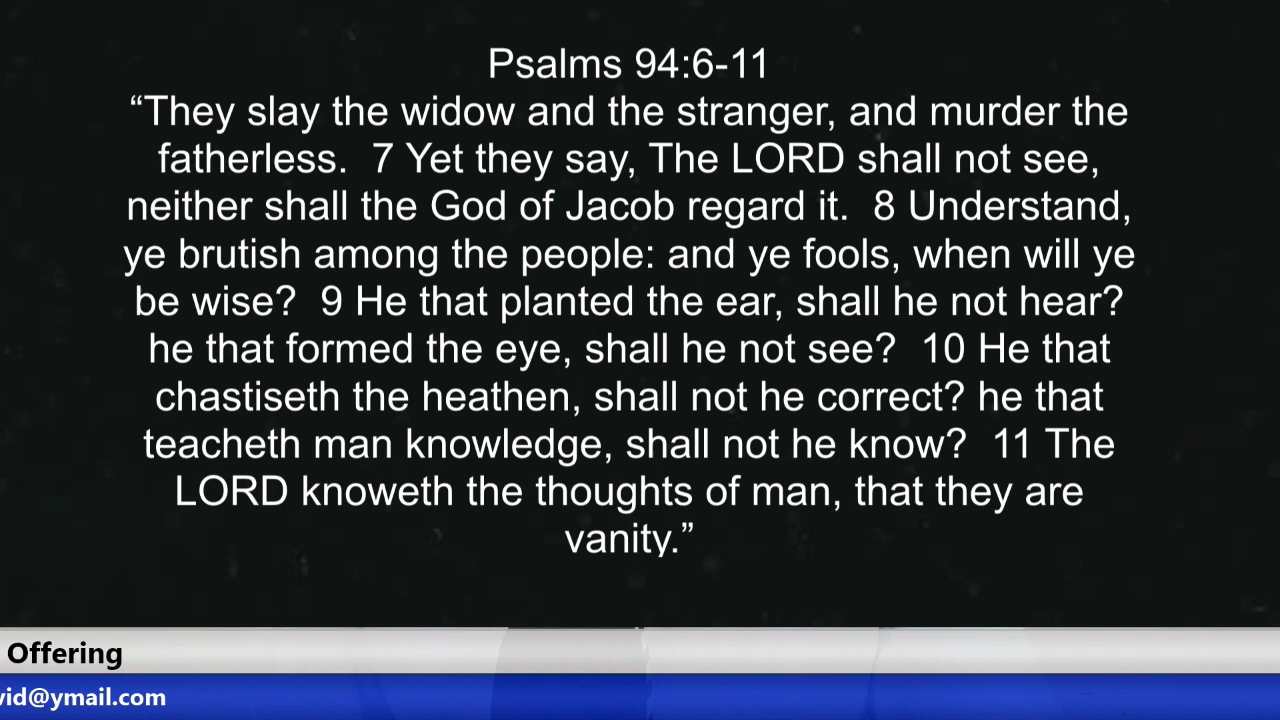 Psalms 94:6-11
“They slay the widow and the stranger, and murder the
fatherless.  7 Yet they say, The LORD shall not see,
neither shall the God of Jacob regard it.  8 Understand,
ye brutish among the people: and ye fools, when will ye
be wise?  9 He that planted the ear, shall he not hear?
he that formed the eye, shall he not see?  10 He that
chastiseth the heathen, shall not he correct? he that
teacheth man knowledge, shall not he know?  11 The
LORD knoweth the thoughts of man, that they are
vanity.”
Offering
vid@ymail.com